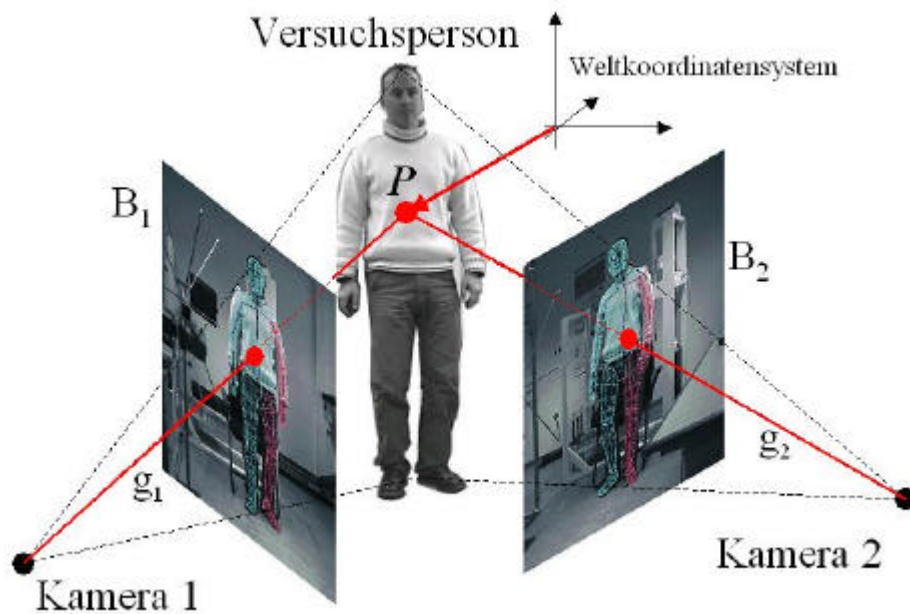 Versuchsperson
Weltkoordinatensystem
P
B₁
B₂
g₁
g₂
Kamera 1
Kamera 2